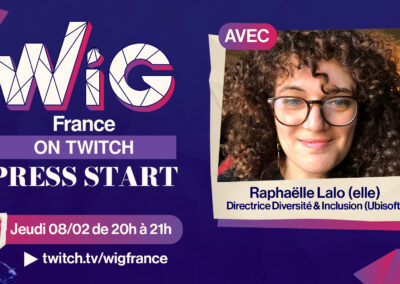 WiG
France
ON TWITCH
PRESS START
Jeudi 08/02 de 20h à 21h
twitch.tv/wigfrance
AVEC
Raphaëlle Lalo (elle)
Directrice Diversité & Inclusion (Ubisoft